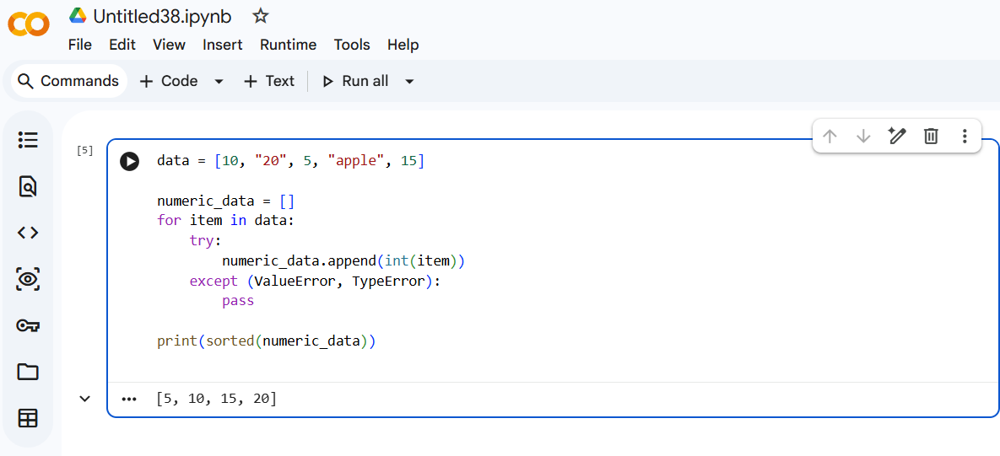 Untitled38.ipynb
File Edit View Insert Runtime Tools Help
Commands + Code + Text Run all
[5]
data = [10, "20", 5, "apple", 15]
numeric_data = []
for item in data:
    try:
        numeric_data.append(int(item))
    except (ValueError, TypeError):
        pass
print(sorted(numeric_data))
[5, 10, 15, 20]